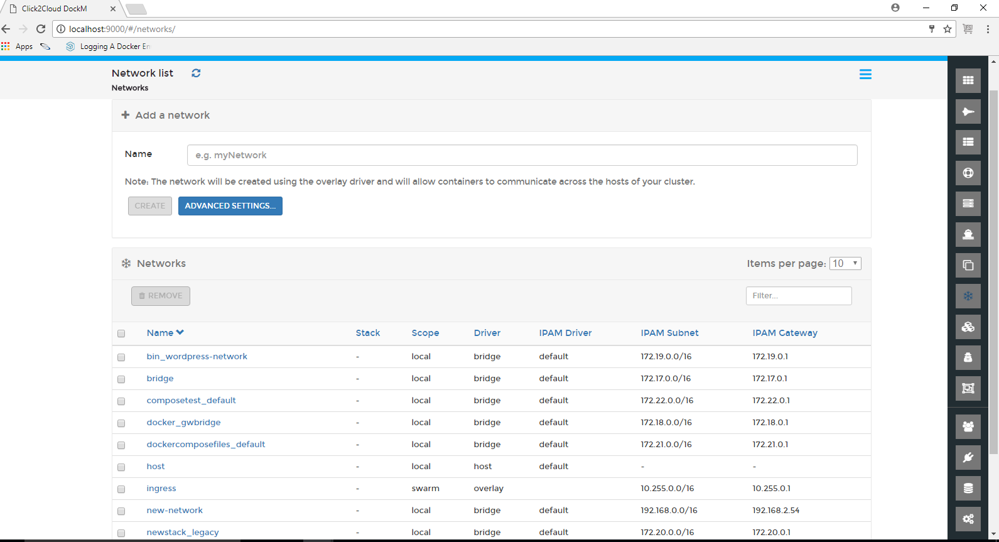 Click2Cloud DockM
localhost:9000/#/networks/
Apps
Logging A Docker En
Network list
Networks
Add a network
Name
e.g. myNetwork
Note: The network will be created using the overlay driver and will allow containers to communicate across the hosts of your cluster.
CREATE ADVANCED SETTINGS...
Networks
Items per page: 10
REMOVE
Filter...
Name Stack Scope Driver IPAM Driver IPAM Subnet IPAM Gateway
bin_wordpress-network - local bridge default 172.19.0.0/16 172.19.0.1
bridge - local bridge default 172.17.0.0/16 172.17.0.1
composetest_default - local bridge default 172.22.0.0/16 172.22.0.1
docker_gwbridge - local bridge default 172.18.0.0/16 172.18.0.1
dockercomposefiles_default - local bridge default 172.21.0.0/16 172.21.0.1
host - local host default - -
ingress - swarm overlay 10.255.0.0/16 10.255.0.1
new-network - local bridge default 192.168.0.0/16 192.168.2.54
newstack_legacy - local bridge default 172.20.0.0/16 172.20.0.1